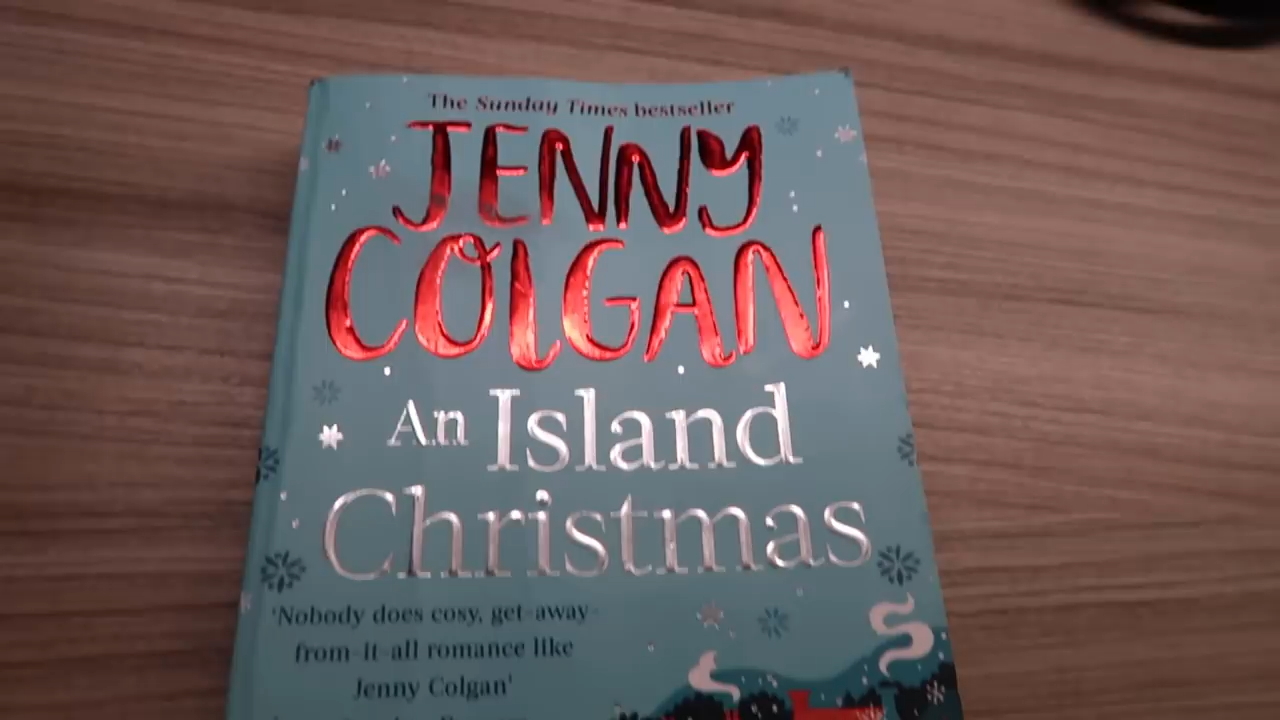 The Sunday Times bestseller
JENNY
COLGAN
An Island
Christmas
'Nobody does cosy, get-away-
from-it-all romance like
Jenny Colgan'